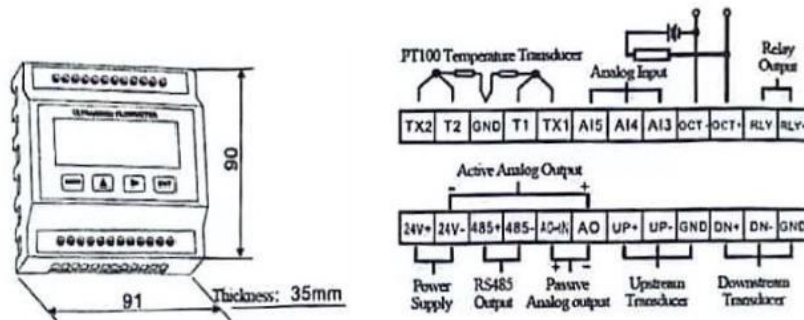 ULTRASONIC FLOWMETER
MENU
ENT
90
91
Thickness: 35mm
PT100 Temperature Transducer
Analog Input
Relay
Output
TX2 T2 GND T1 TX1 AI5 AI4 AI3 OCT- OCT+ RLY RLY-
Active Analog Output
- +
24V+ 24V- 485+ 485- AO-IN AO UP+ UP- GND DN+ DN- GND
+ -
Power
Supply
RS485
Output
Passive
Analog output
Upstream
Transducer
Downstream
Transducer